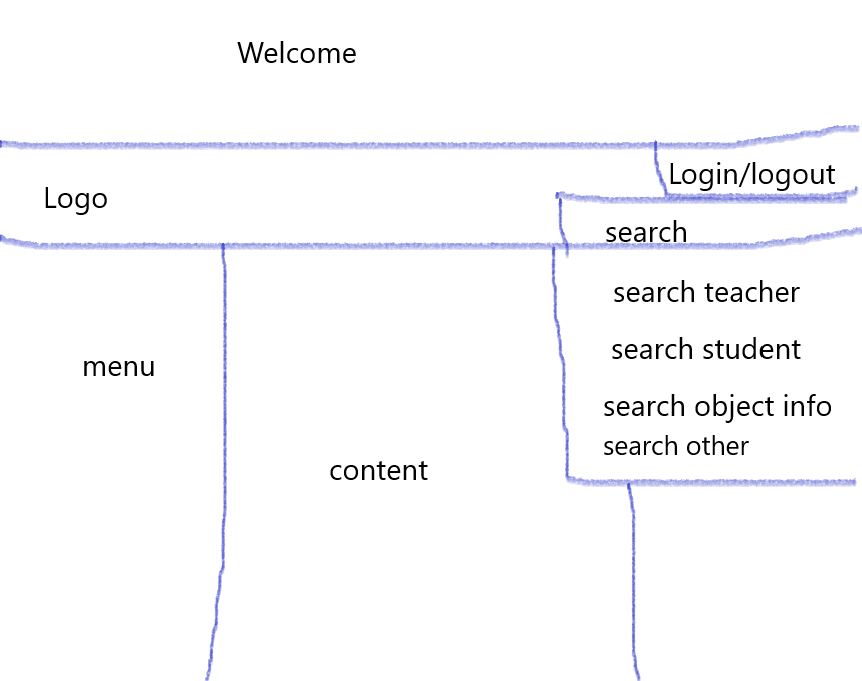 Welcome
Login/logout
Logo
search
search teacher
search student
menu
search object info
search other
content